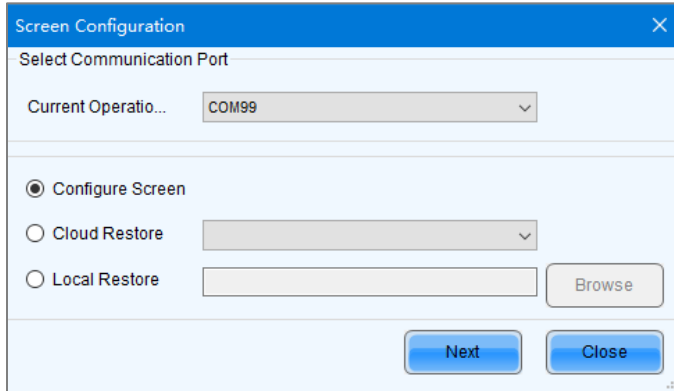 Screen Configuration
Select Communication Port
Current Operatio... COM99
Configure Screen
Cloud Restore
Local Restore Browse
Next Close